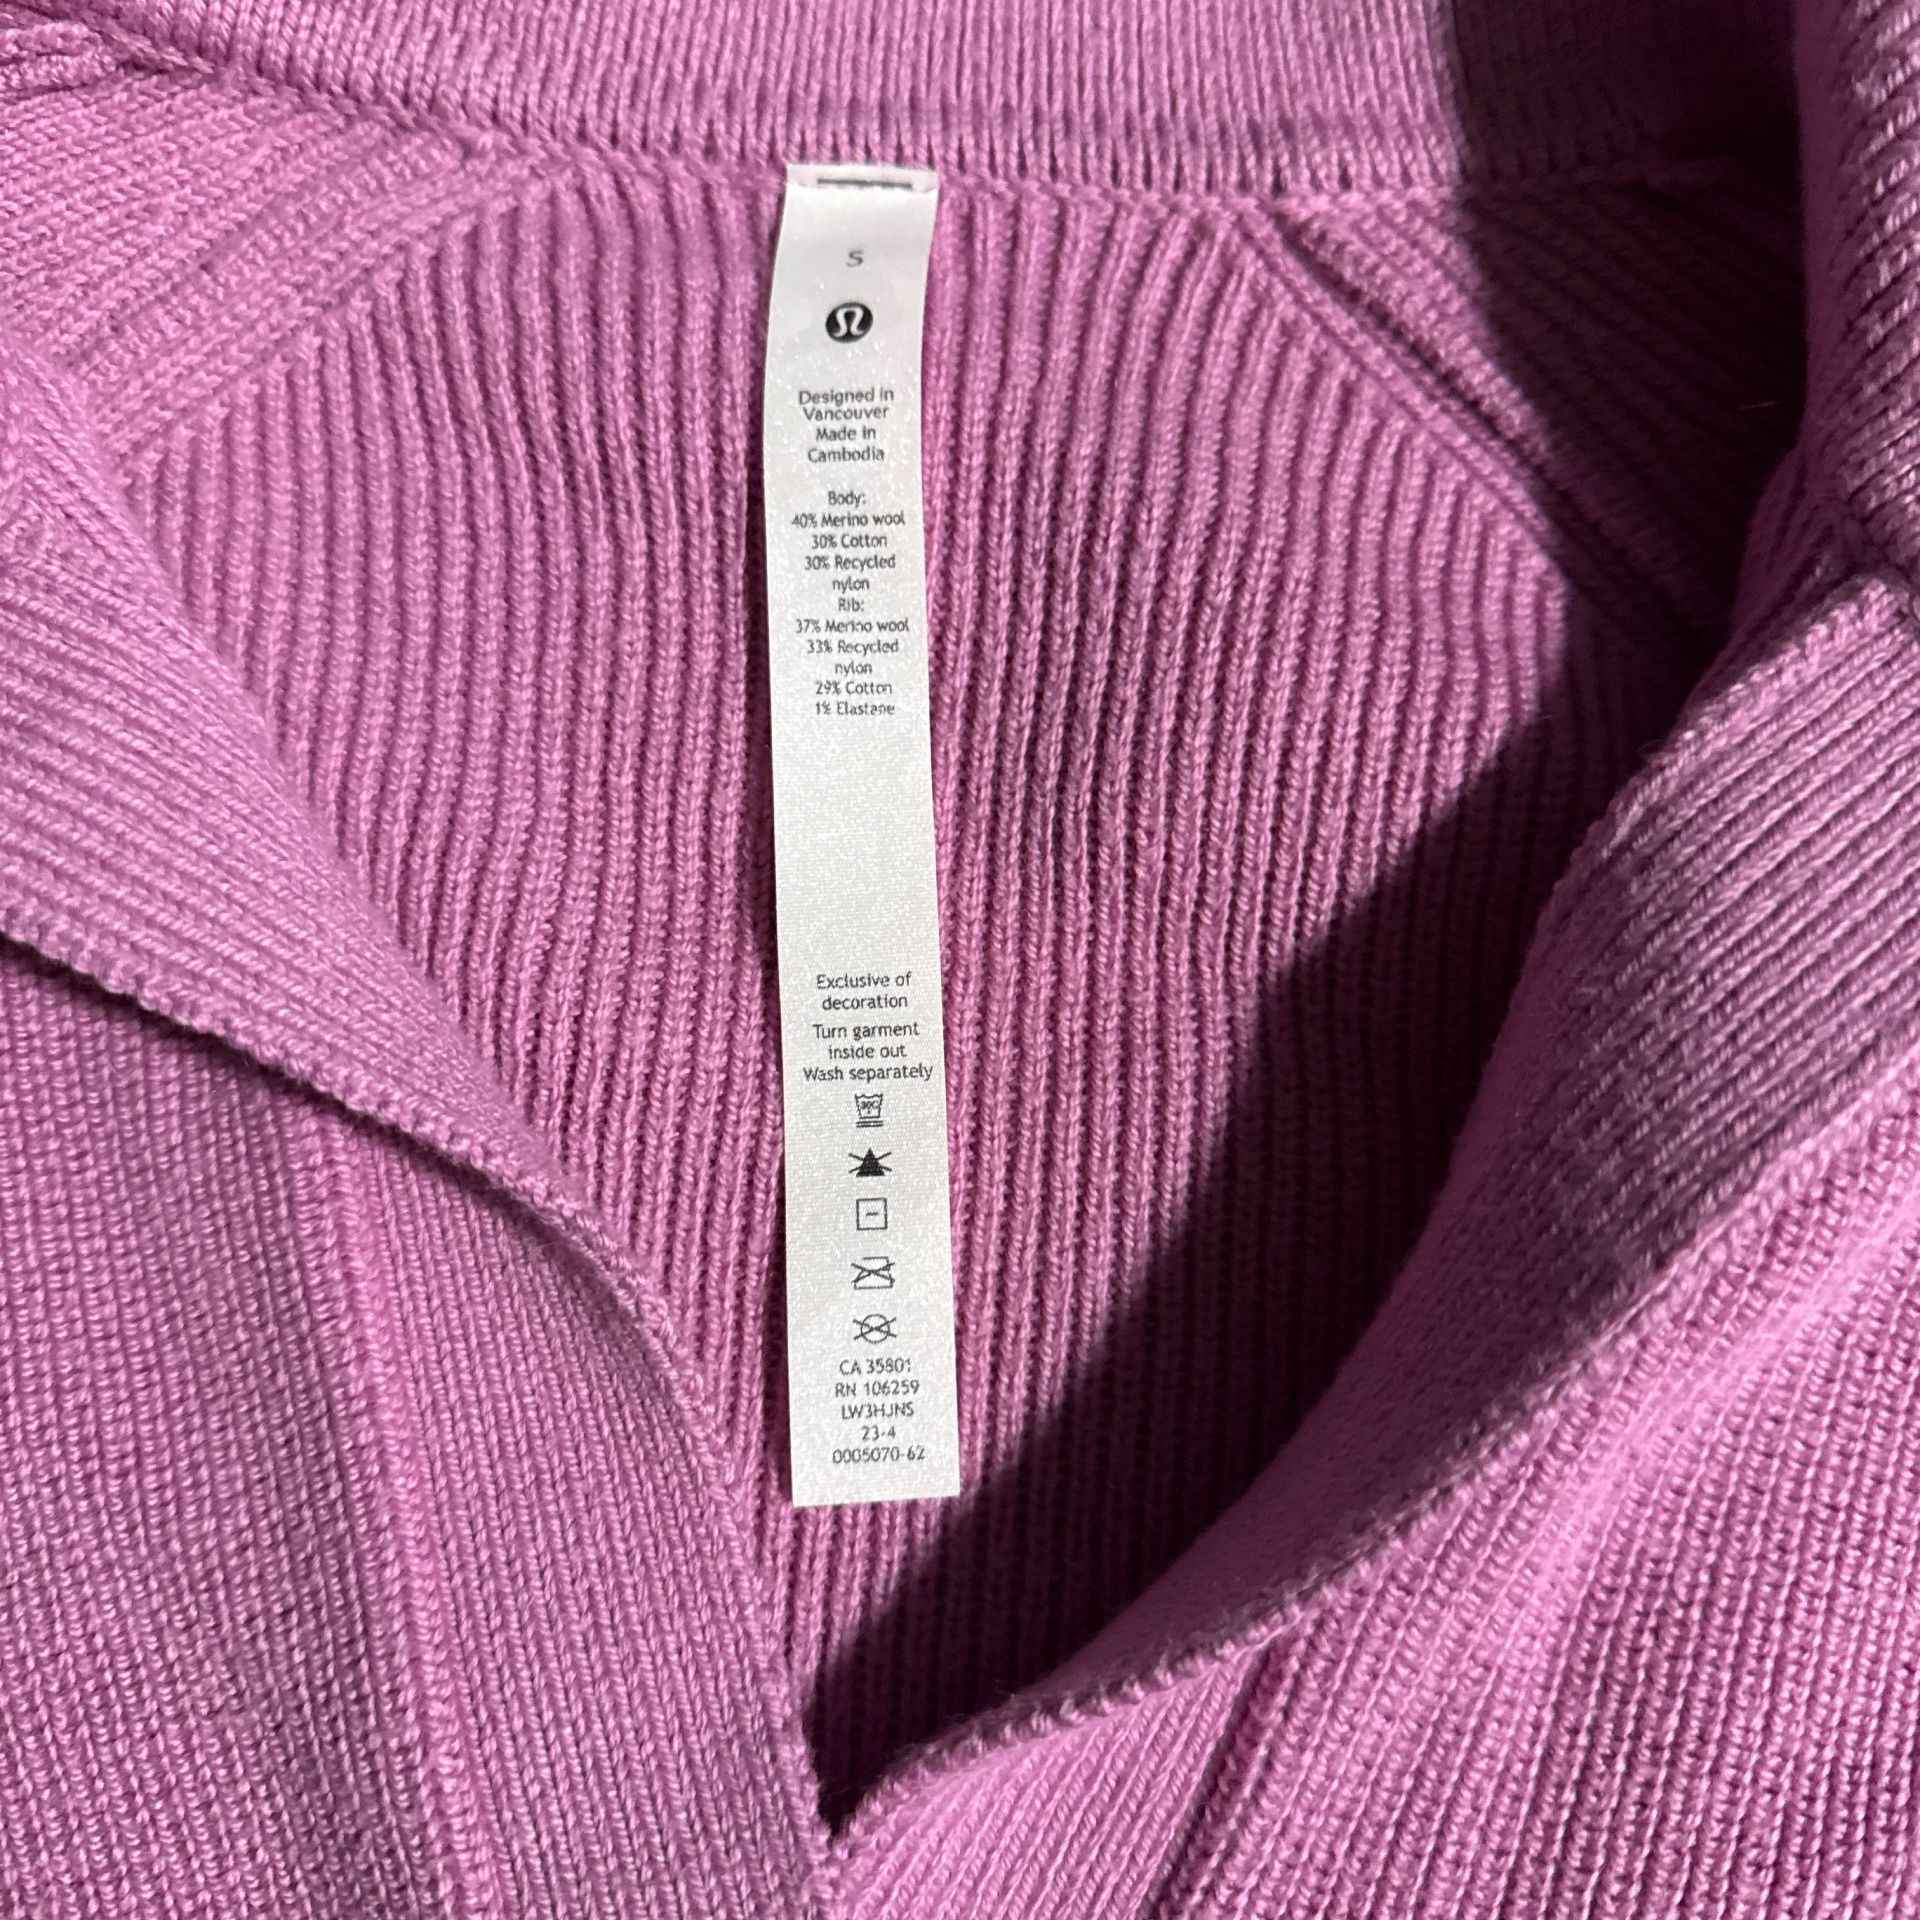 S
Designed in
Vancouver
Made in
Cambodia
Body:
40% Merino wool
30% Cotton
30% Recycled
nylon
Rib:
37% Merino wool
33% Recycled
nylon
29% Cotton
1% Elastane
Exclusive of
decoration
Turn garment
inside out
Wash separately
30C
CA 35801
RN 106259
LW3HJNS
23-4
0005070-62